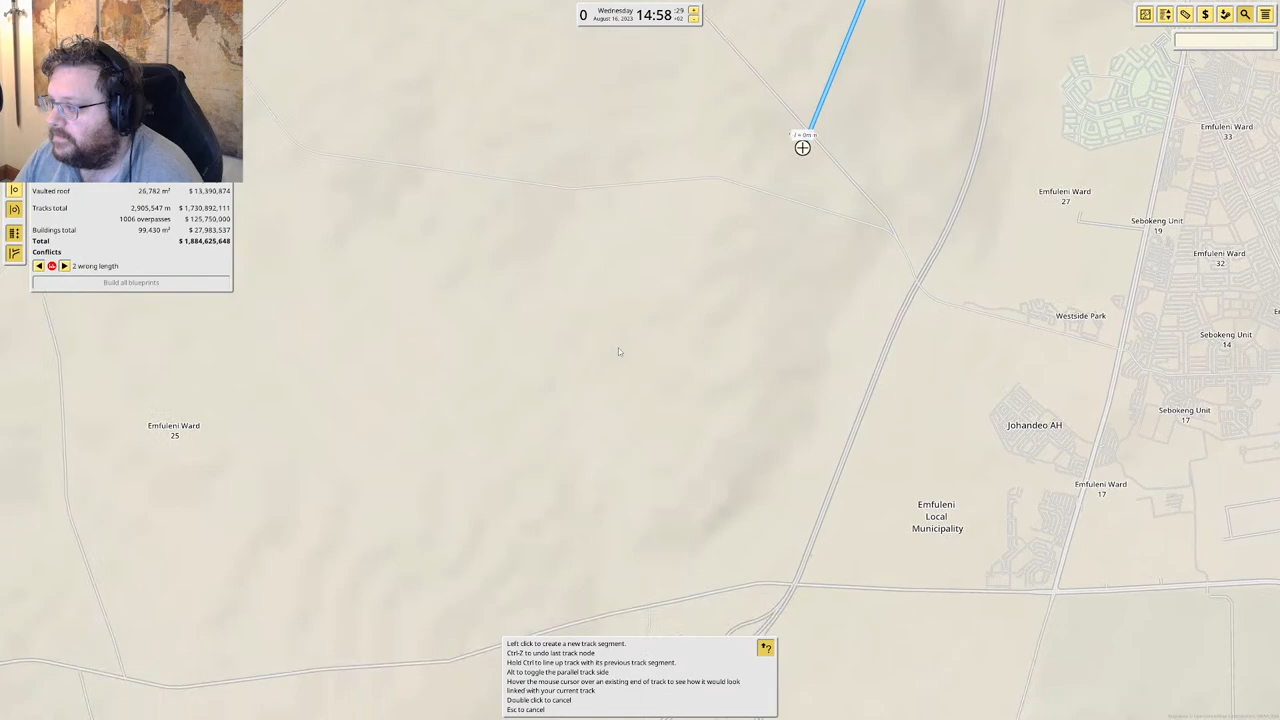 0
Wednesday
August 16, 2023
14:58
:29
×62
+
-
$
l = 0m
Vaulted roof 26,782 m² $ 13,390,874
Tracks total 2,905,547 m $ 1,730,892,111
1006 overpasses $ 125,750,000
Buildings total 99,430 m² $ 27,983,537
Total $ 1,884,625,648
Conflicts
2 wrong length
Build all blueprints
Emfuleni Ward
33
Emfuleni Ward
27
Sebokeng Unit
19
Emfuleni Ward
32
Westside Park
Sebokeng Unit
14
Sebokeng Unit
17
Johandeo AH
Emfuleni Ward
25
Emfuleni Ward
17
Emfuleni
Local
Municipality
Left click to create a new track segment.
Ctrl-Z to undo last track node
Hold Ctrl to line up track with its previous track segment.
Alt to toggle the parallel track side
Hover the mouse cursor over an existing end of track to see how it would look
linked with your current track
Double click to cancel
Esc to cancel
?